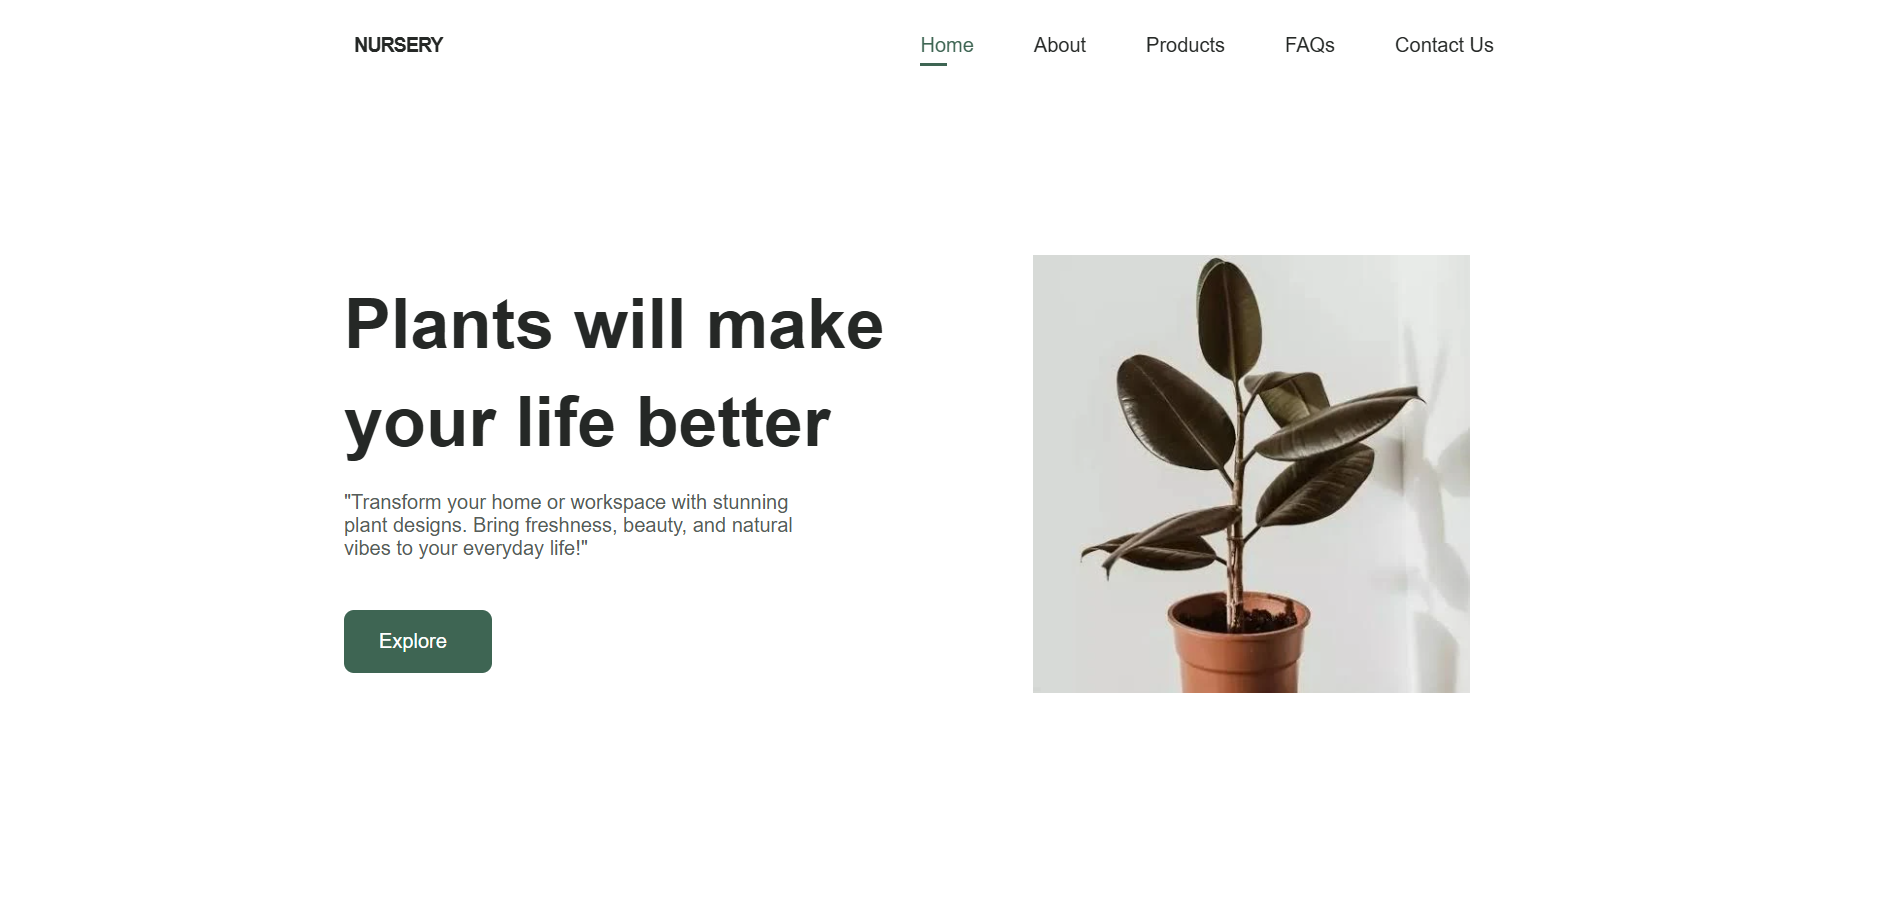 NURSERY
Home
About
Products
FAQs
Contact Us
Plants will make
your life better
"Transform your home or workspace with stunning
plant designs. Bring freshness, beauty, and natural
vibes to your everyday life!"
Explore